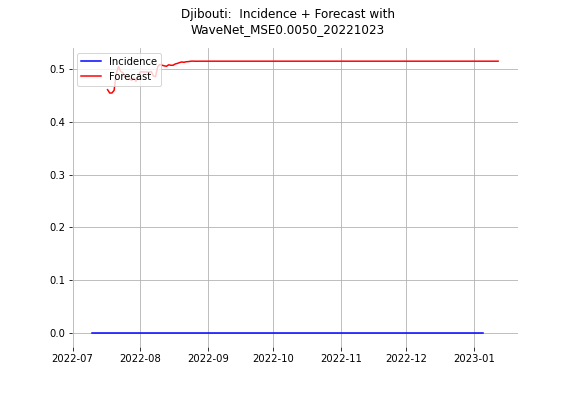 Djibouti:  Incidence + Forecast with
WaveNet_MSE0.0050_20221023
Incidence
Forecast
0.5
0.4
0.3
0.2
0.1
0.0
2022-07 2022-08 2022-09 2022-10 2022-11 2022-12 2023-01